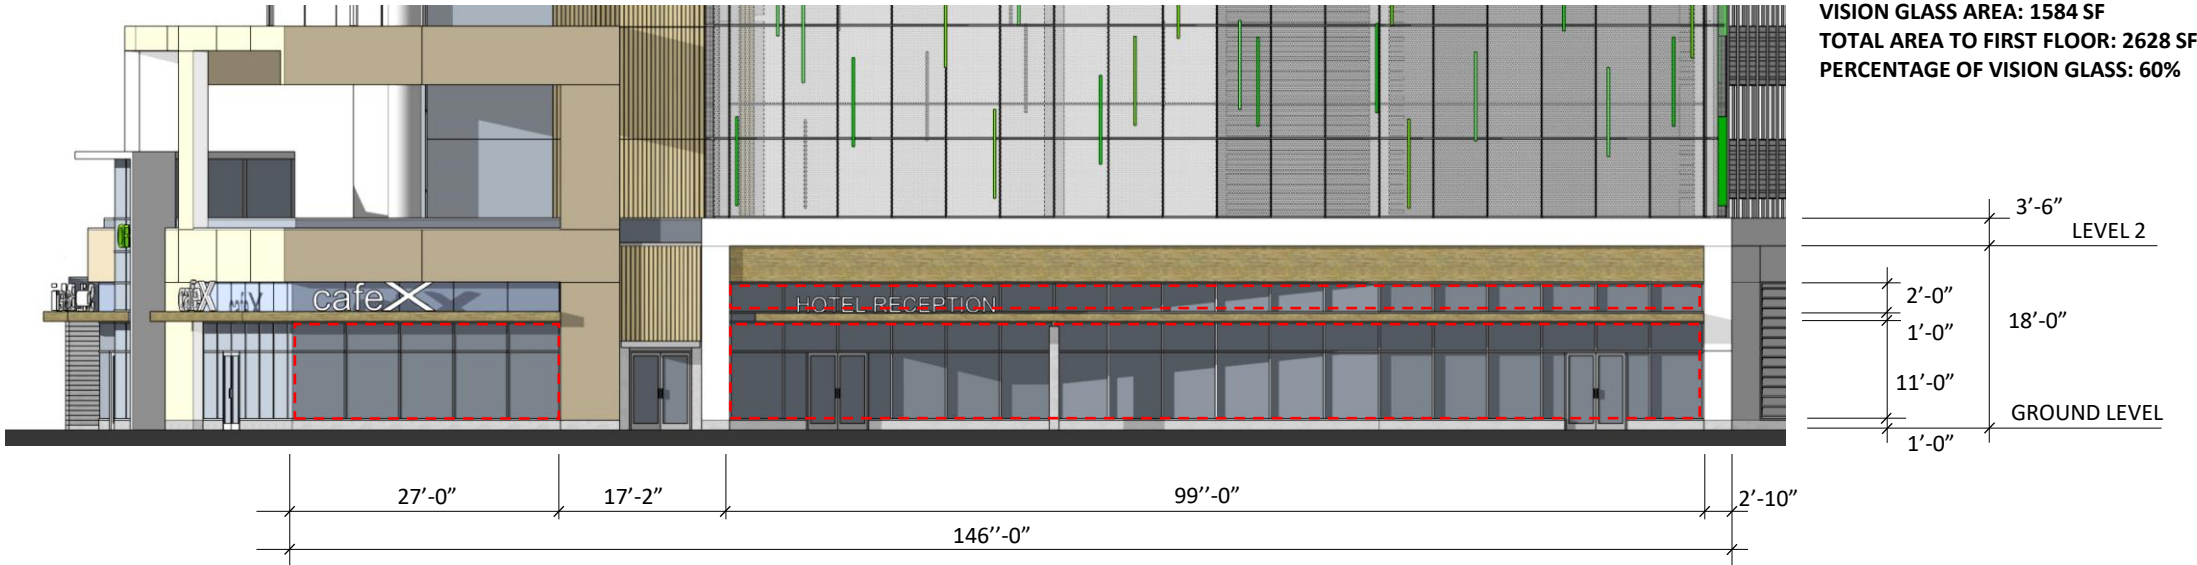 VISION GLASS AREA: 1584 SF
TOTAL AREA TO FIRST FLOOR: 2628 SF
PERCENTAGE OF VISION GLASS: 60%
3'-6”
LEVEL 2
2'-0”
18'-0”
1'-0”
11'-0”
GROUND LEVEL
1'-0”
cafeX
HOTEL RECEPTION
27'-0”
17'-2”
99''-0”
2'-10”
146''-0”